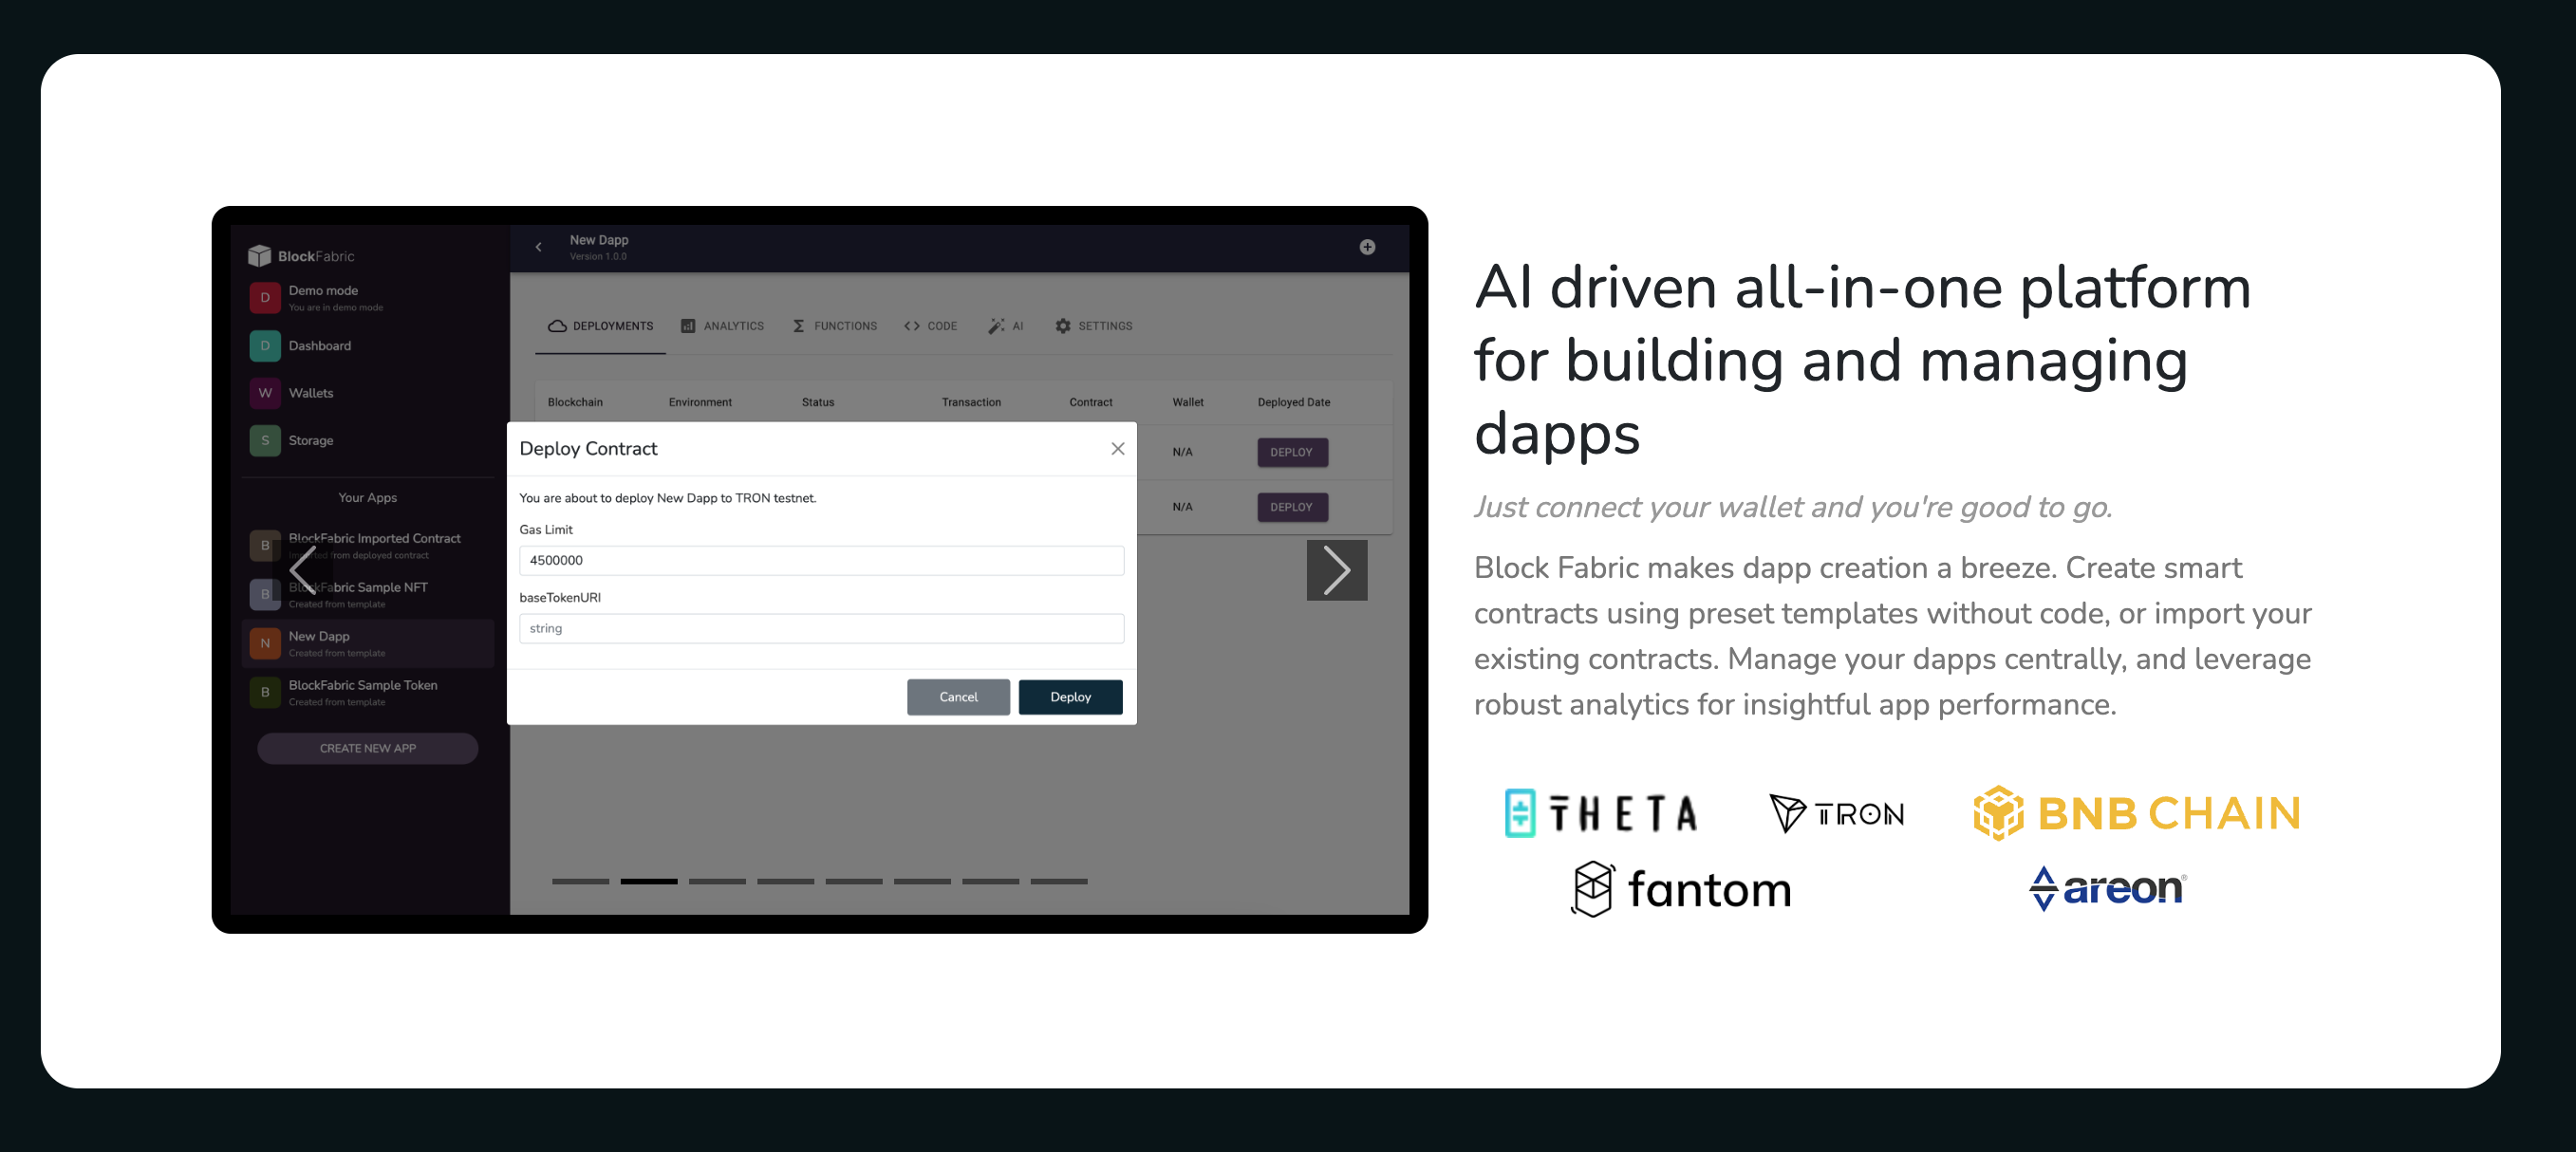 BlockFabric
D
Demo mode
You are in demo mode
D
Dashboard
W
Wallets
S
Storage
Your Apps
B
BlockFabric Imported Contract
Imported from deployed contract
B
BlockFabric Sample NFT
Created from template
N
New Dapp
Created from template
B
BlockFabric Sample Token
Created from template
CREATE NEW APP
New Dapp
Version 1.0.0
DEPLOYMENTS ANALYTICS FUNCTIONS CODE AI SETTINGS
Blockchain Environment Status Transaction Contract Wallet Deployed Date
N/A DEPLOY
N/A DEPLOY
Deploy Contract
You are about to deploy New Dapp to TRON testnet.
Gas Limit
4500000
baseTokenURI
string
Cancel Deploy
AI driven all-in-one platform
for building and managing
dapps
Just connect your wallet and you're good to go.
Block Fabric makes dapp creation a breeze. Create smart
contracts using preset templates without code, or import your
existing contracts. Manage your dapps centrally, and leverage
robust analytics for insightful app performance.
THETA TRON BNB CHAIN
fantom areon®